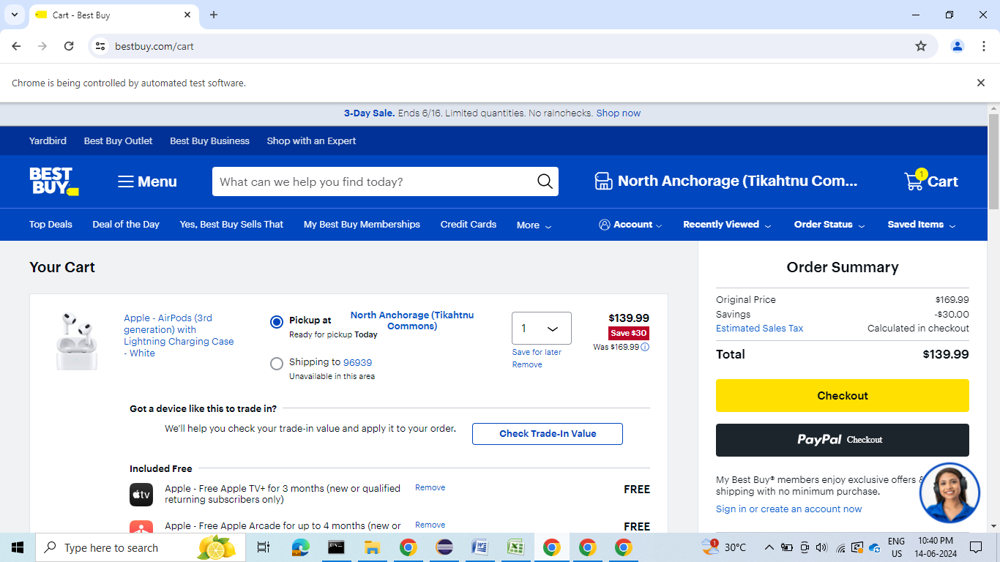 Cart - Best Buy
bestbuy.com/cart
Chrome is being controlled by automated test software.
3-Day Sale. Ends 6/16. Limited quantities. No rainchecks. Shop now
Yardbird Best Buy Outlet Best Buy Business Shop with an Expert
BEST
BUY
Menu
What can we help you find today?
North Anchorage (Tikahtnu Com...
1
Cart
Top Deals Deal of the Day Yes, Best Buy Sells That My Best Buy Memberships Credit Cards More Account Recently Viewed Order Status Saved Items
Your Cart
Apple - AirPods (3rd
generation) with
Lightning Charging Case
- White
Pickup at North Anchorage (Tikahtnu
Commons)
Ready for pickup Today
Shipping to 96939
Unavailable in this area
1
Save for later
Remove
$139.99
Save $30
Was $169.99
Got a device like this to trade in?
We'll help you check your trade-in value and apply it to your order.
Check Trade-In Value
Included Free
tv
Apple - Free Apple TV+ for 3 months (new or qualified
returning subscribers only)
Remove
FREE
Apple - Free Apple Arcade for up to 4 months (new or
Remove
FREE
Order Summary
Original Price $169.99
Savings -$30.00
Estimated Sales Tax Calculated in checkout
Total $139.99
Checkout
PayPal Checkout
My Best Buy® members enjoy exclusive offers &
shipping with no minimum purchase.
Sign in or create an account now
Type here to search
1
30°C
ENG
US
10:40 PM
14-06-2024